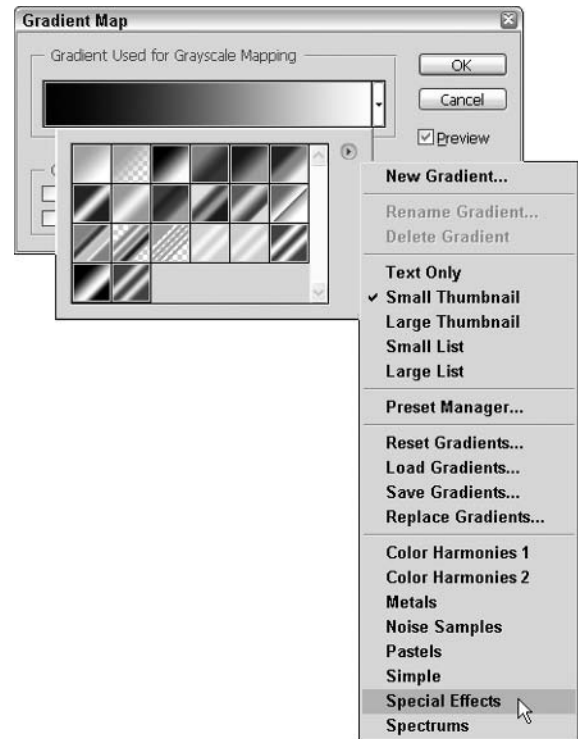 Gradient Map
Gradient Used for Grayscale Mapping
OK
Cancel
Preview
New Gradient...
Rename Gradient...
Delete Gradient
Text Only
Small Thumbnail
Large Thumbnail
Small List
Large List
Preset Manager...
Reset Gradients...
Load Gradients...
Save Gradients...
Replace Gradients...
Color Harmonies 1
Color Harmonies 2
Metals
Noise Samples
Pastels
Simple
Special Effects
Spectrums